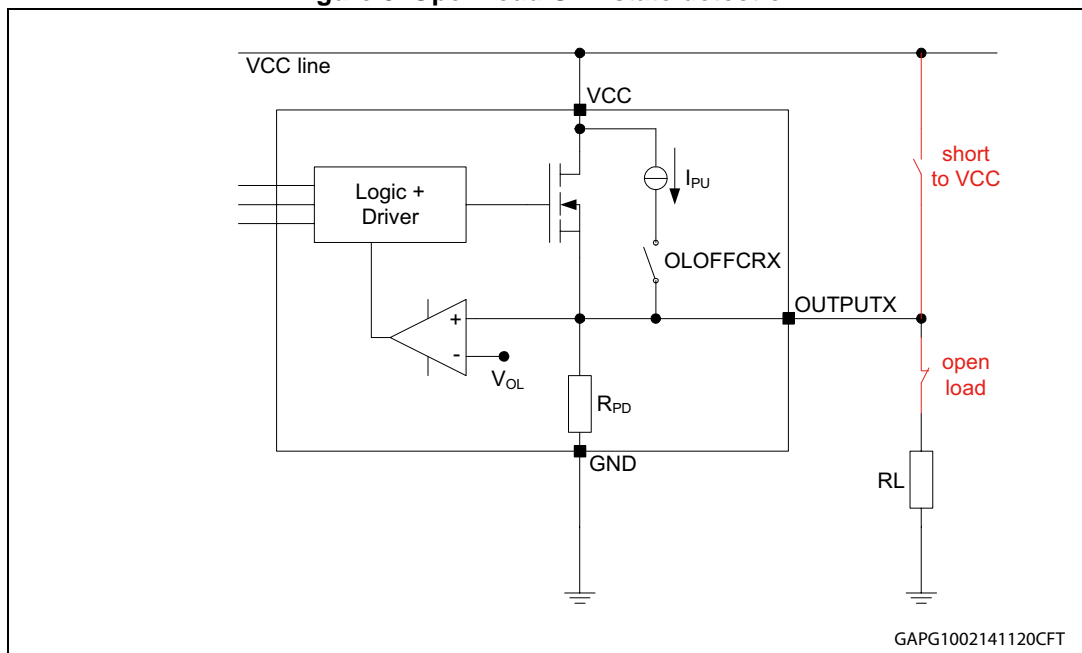 VCC line
VCC
short
to VCC
IPU
Logic +
Driver
OLOFFCRX
OUTPUTX
+
-
VOL
open
load
RPD
GND
RL
GAPG1002141120CFT